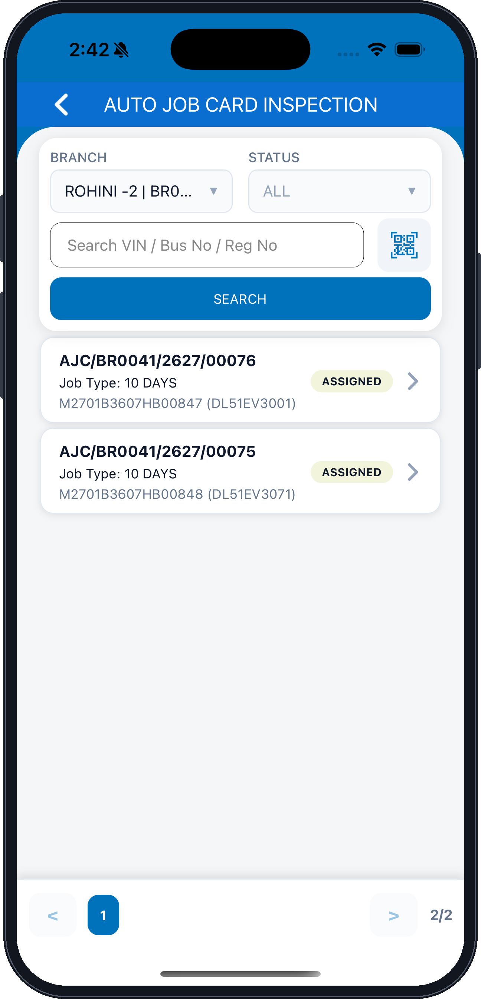 2:42
AUTO JOB CARD INSPECTION
BRANCH
STATUS
ROHINI -2 | BR0...
ALL
Search VIN / Bus No / Reg No
SEARCH
AJC/BR0041/2627/00076
Job Type: 10 DAYS
ASSIGNED
M2701B3607HB00847 (DL51EV3001)
AJC/BR0041/2627/00075
Job Type: 10 DAYS
ASSIGNED
M2701B3607HB00848 (DL51EV3071)
< 1 > 2/2